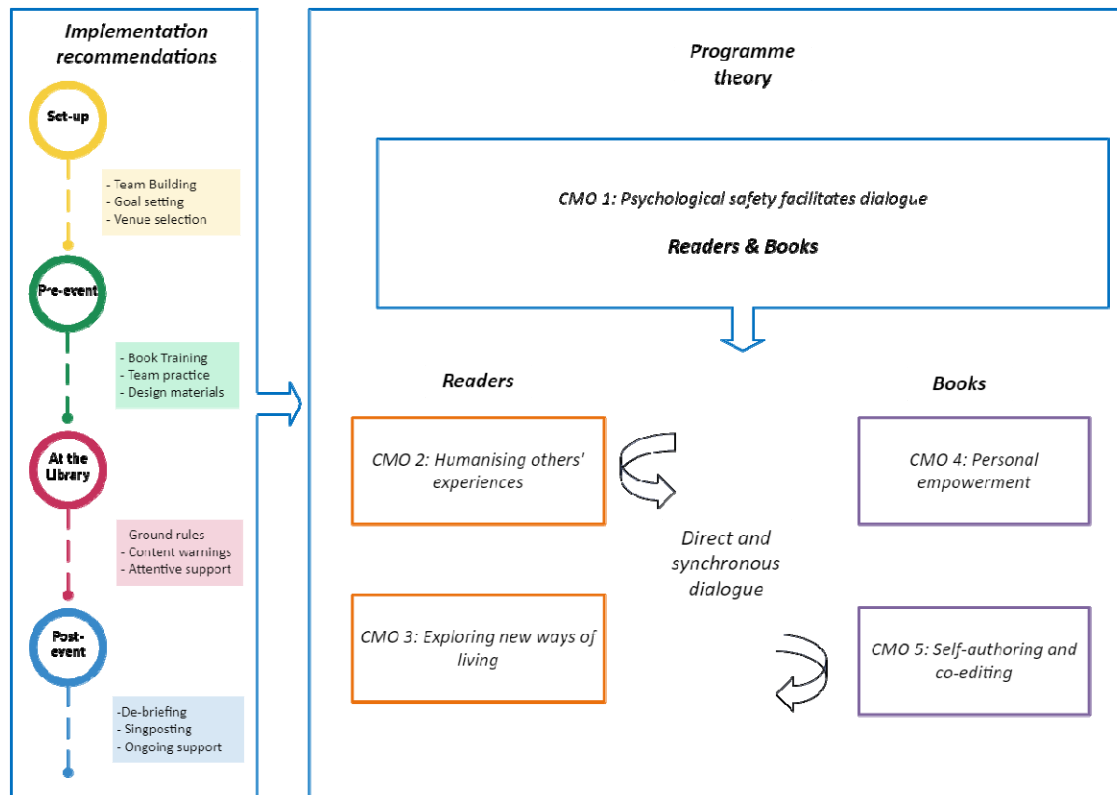 Implementation
recommendations
Set-up
- Team Building
- Goal setting
- Venue selection
Pre-event
- Book Training
- Team practice
- Design materials
At the
Library
Ground rules
- Content warnings
- Attentive support
Post-
event
-De-briefing
- Singposting
- Ongoing support
Programme
theory
CMO 1: Psychological safety facilitates dialogue
Readers & Books
Readers
Books
CMO 2: Humanising others'
experiences
CMO 4: Personal
empowerment
Direct and
synchronous
dialogue
CMO 3: Exploring new ways of
living
CMO 5: Self-authoring and
co-editing